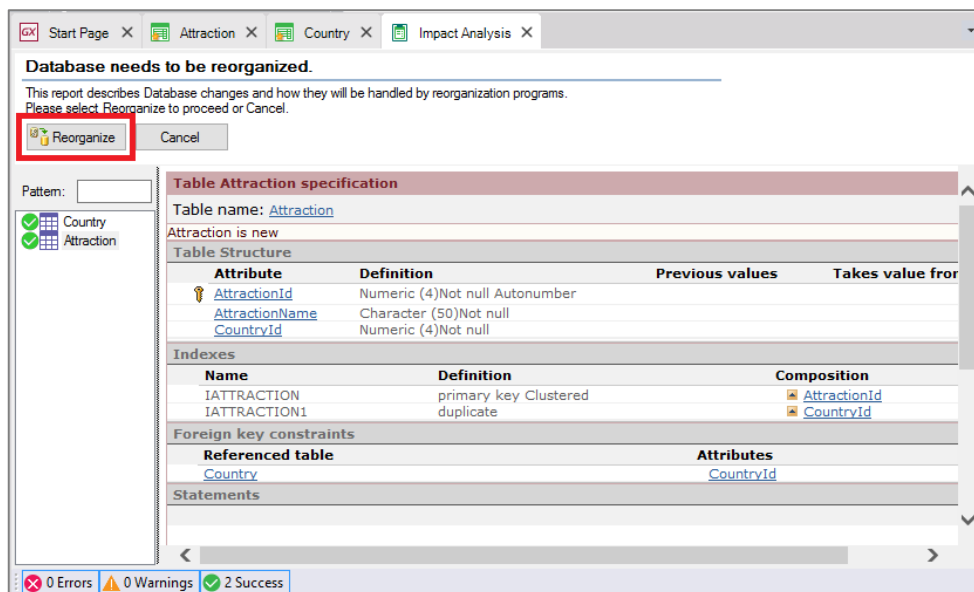 GX Start Page X Attraction X Country X Impact Analysis X
Database needs to be reorganized.
This report describes Database changes and how they will be handled by reorganization programs.
Please select Reorganize to proceed or Cancel.
Reorganize Cancel
Pattern:
Country
Attraction
Table Attraction specification
Table name: Attraction
Attraction is new
Table Structure
Attribute Definition Previous values Takes value from
AttractionId Numeric (4)Not null Autonumber
AttractionName Character (50)Not null
CountryId Numeric (4)Not null
Indexes
Name Definition Composition
IATTRACTION primary key Clustered AttractionId
IATTRACTION1 duplicate CountryId
Foreign key constraints
Referenced table Attributes
Country CountryId
Statements
0 Errors 0 Warnings 2 Success